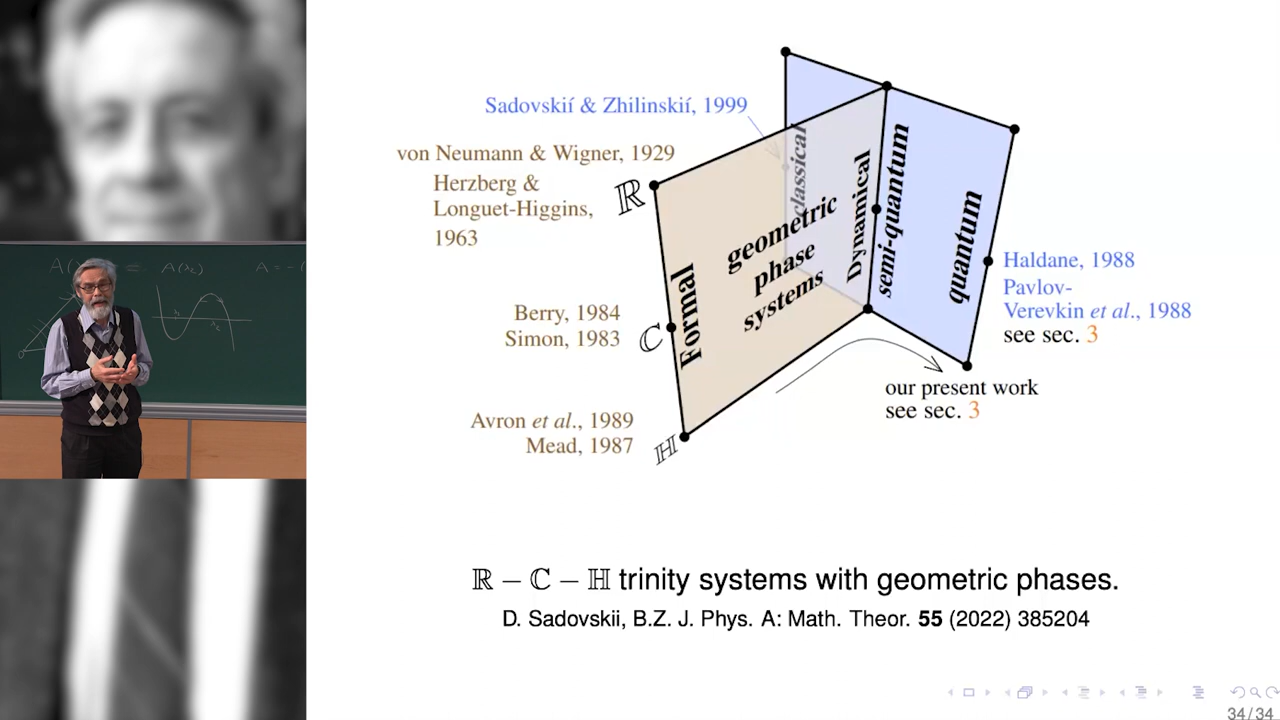 A(λ₂)
A = -(
Sadovskií & Zhilinskií, 1999
von Neumann & Wigner, 1929
Herzberg &
Longuet-Higgins,
1963
ℝ
Berry, 1984
Simon, 1983
ℂ
Avron et al., 1989
Mead, 1987
ℍ
Formal
geometric
phase
systems
classical
Dynamical
semi-quantum
quantum
Haldane, 1988
Pavlov-
Verevkin et al., 1988
see sec. 3
our present work
see sec. 3
ℝ – ℂ – ℍ trinity systems with geometric phases.
D. Sadovskii, B.Z. J. Phys. A: Math. Theor. 55 (2022) 385204
34/34